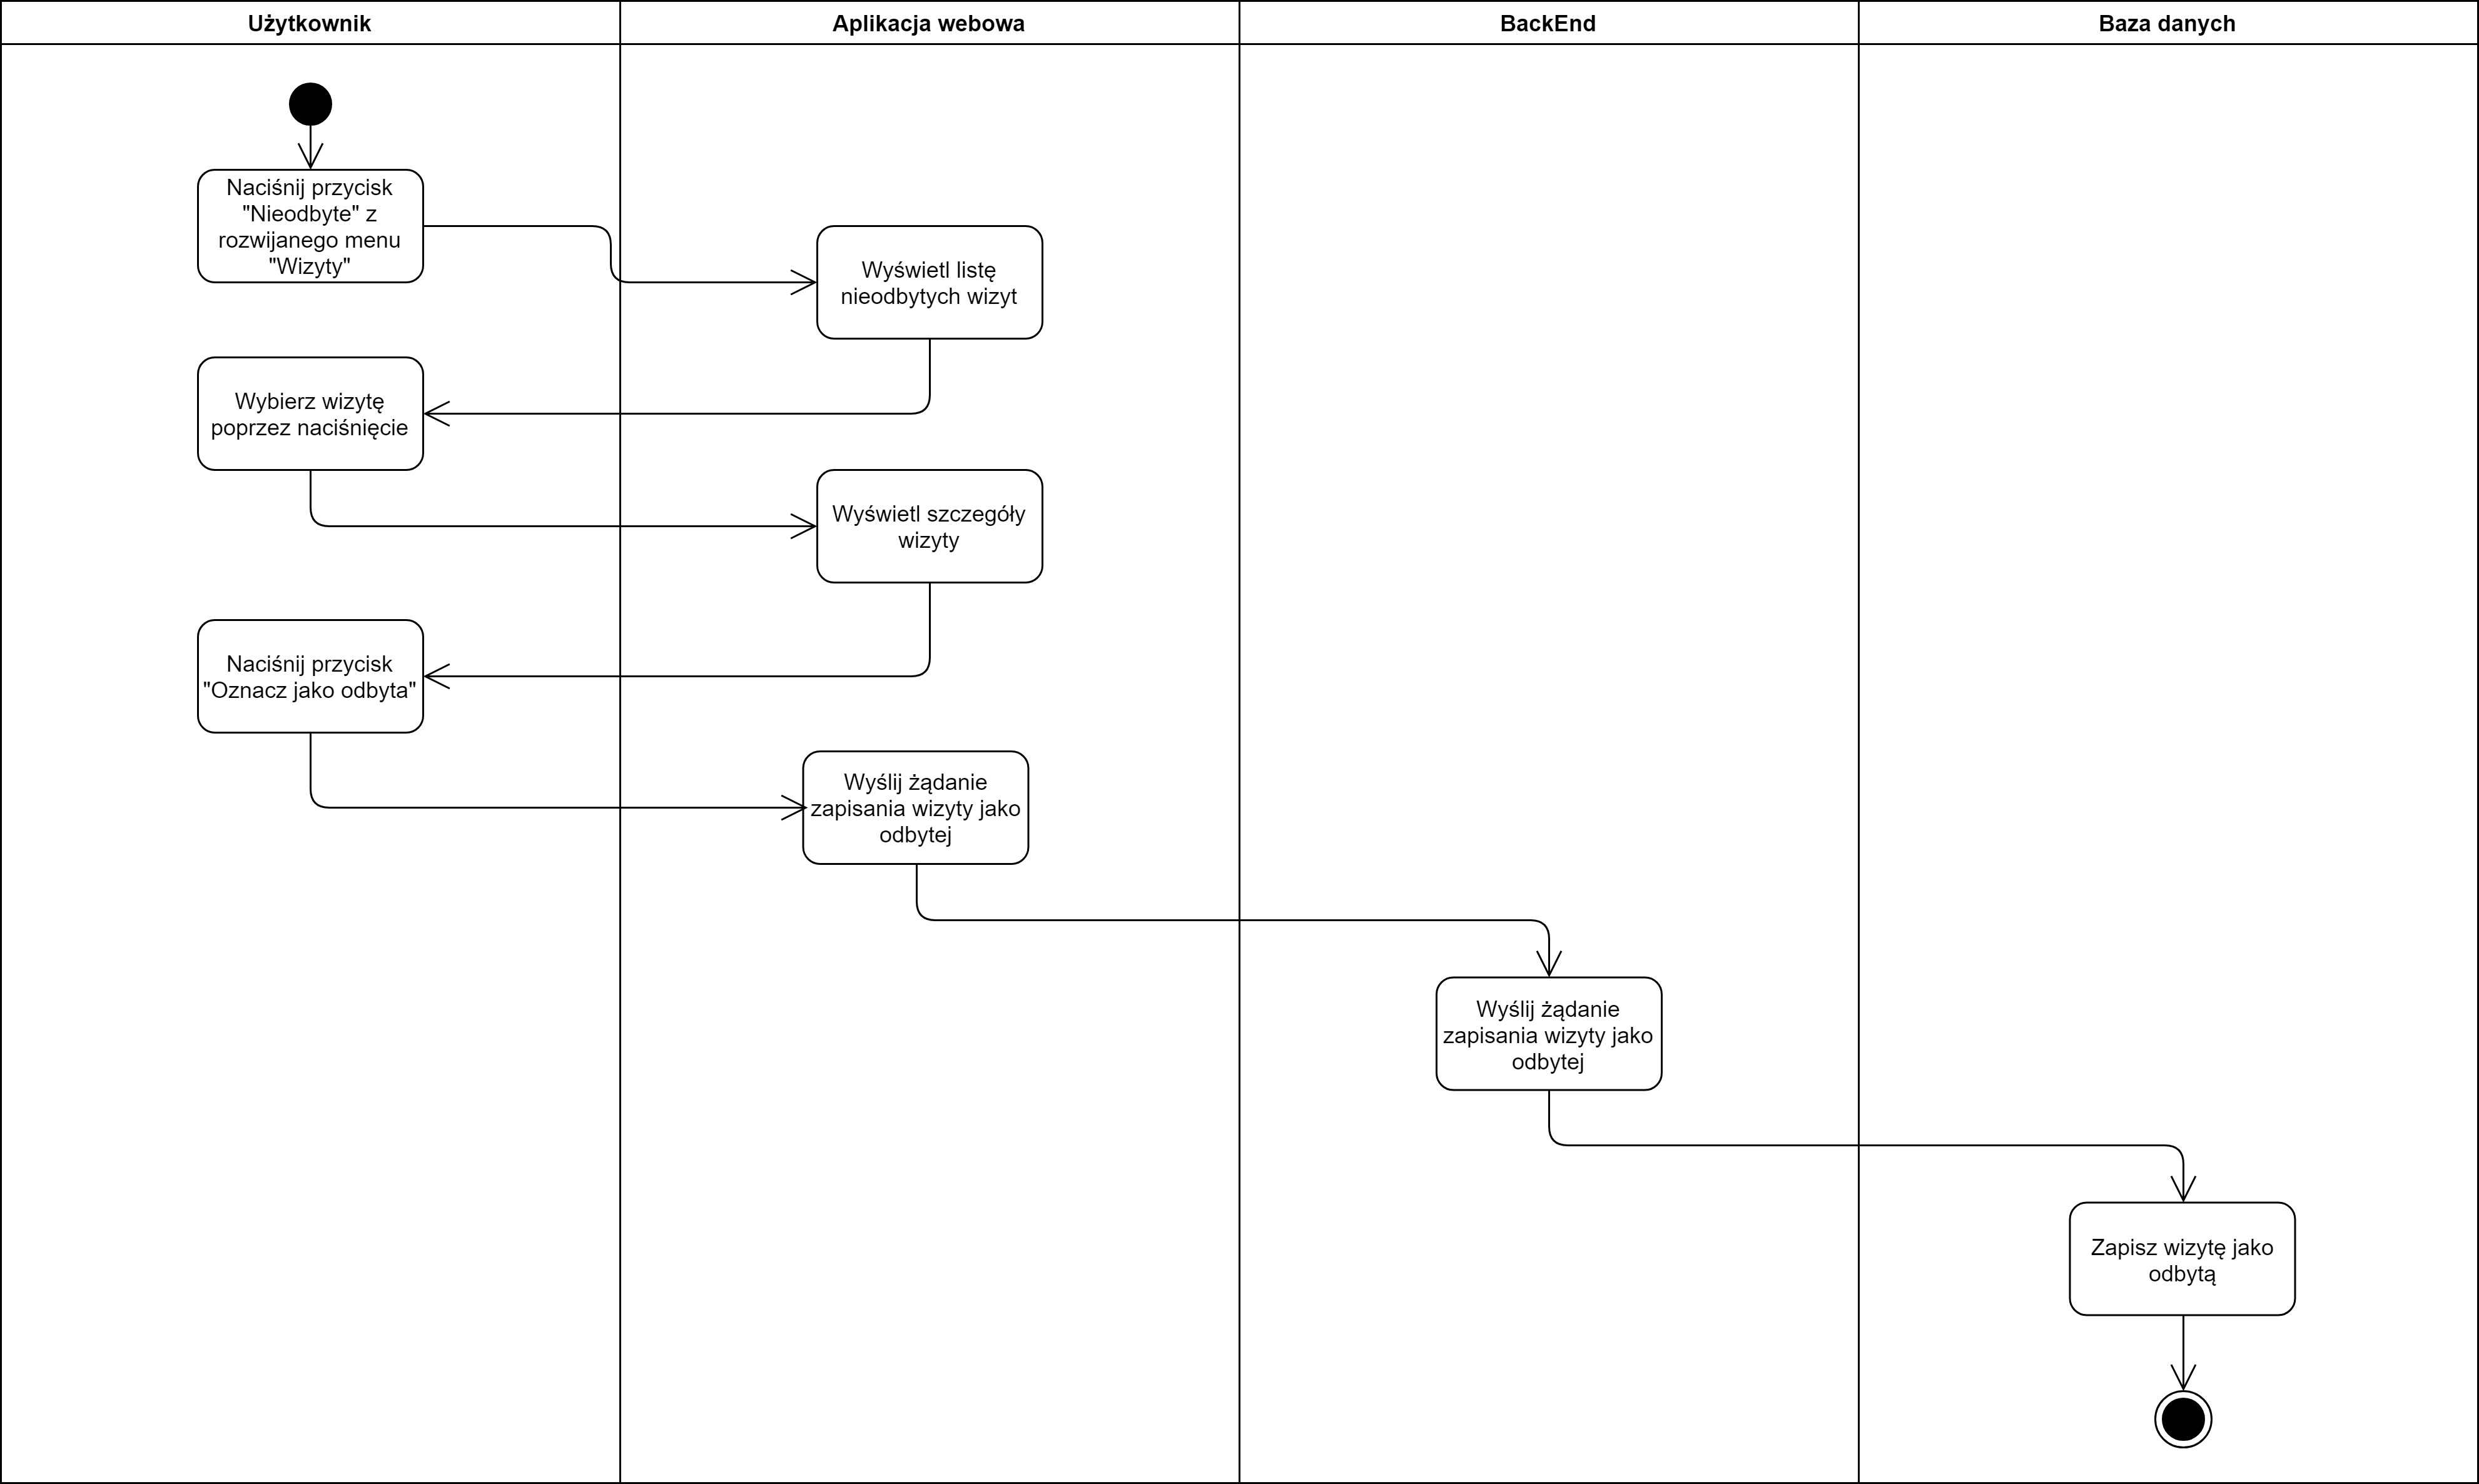 Użytkownik
Aplikacja webowa
BackEnd
Baza danych
Naciśnij przycisk
"Nieodbyte" z
rozwijanego menu
"Wizyty"
Wyświetl listę
nieodbytych wizyt
Wybierz wizytę
poprzez naciśnięcie
Wyświetl szczegóły
wizyty
Naciśnij przycisk
"Oznacz jako odbyta"
Wyślij żądanie
zapisania wizyty jako
odbytej
Wyślij żądanie
zapisania wizyty jako
odbytej
Zapisz wizytę jako
odbytą